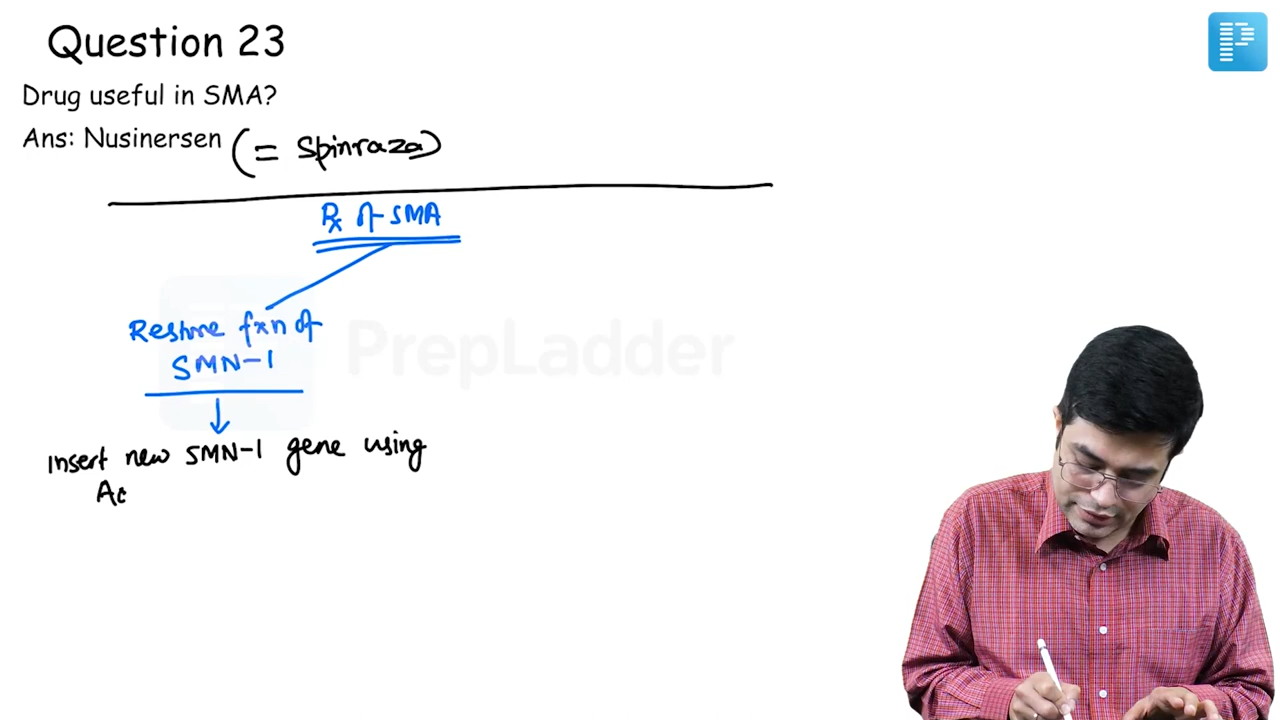 Question 23
Drug useful in SMA?
Ans: Nusinersen (= Spinraza)
Rx of SMA
Restore fxn of
SMN-1
PrepLadder
Insert new SMN-1 gene using
Ad